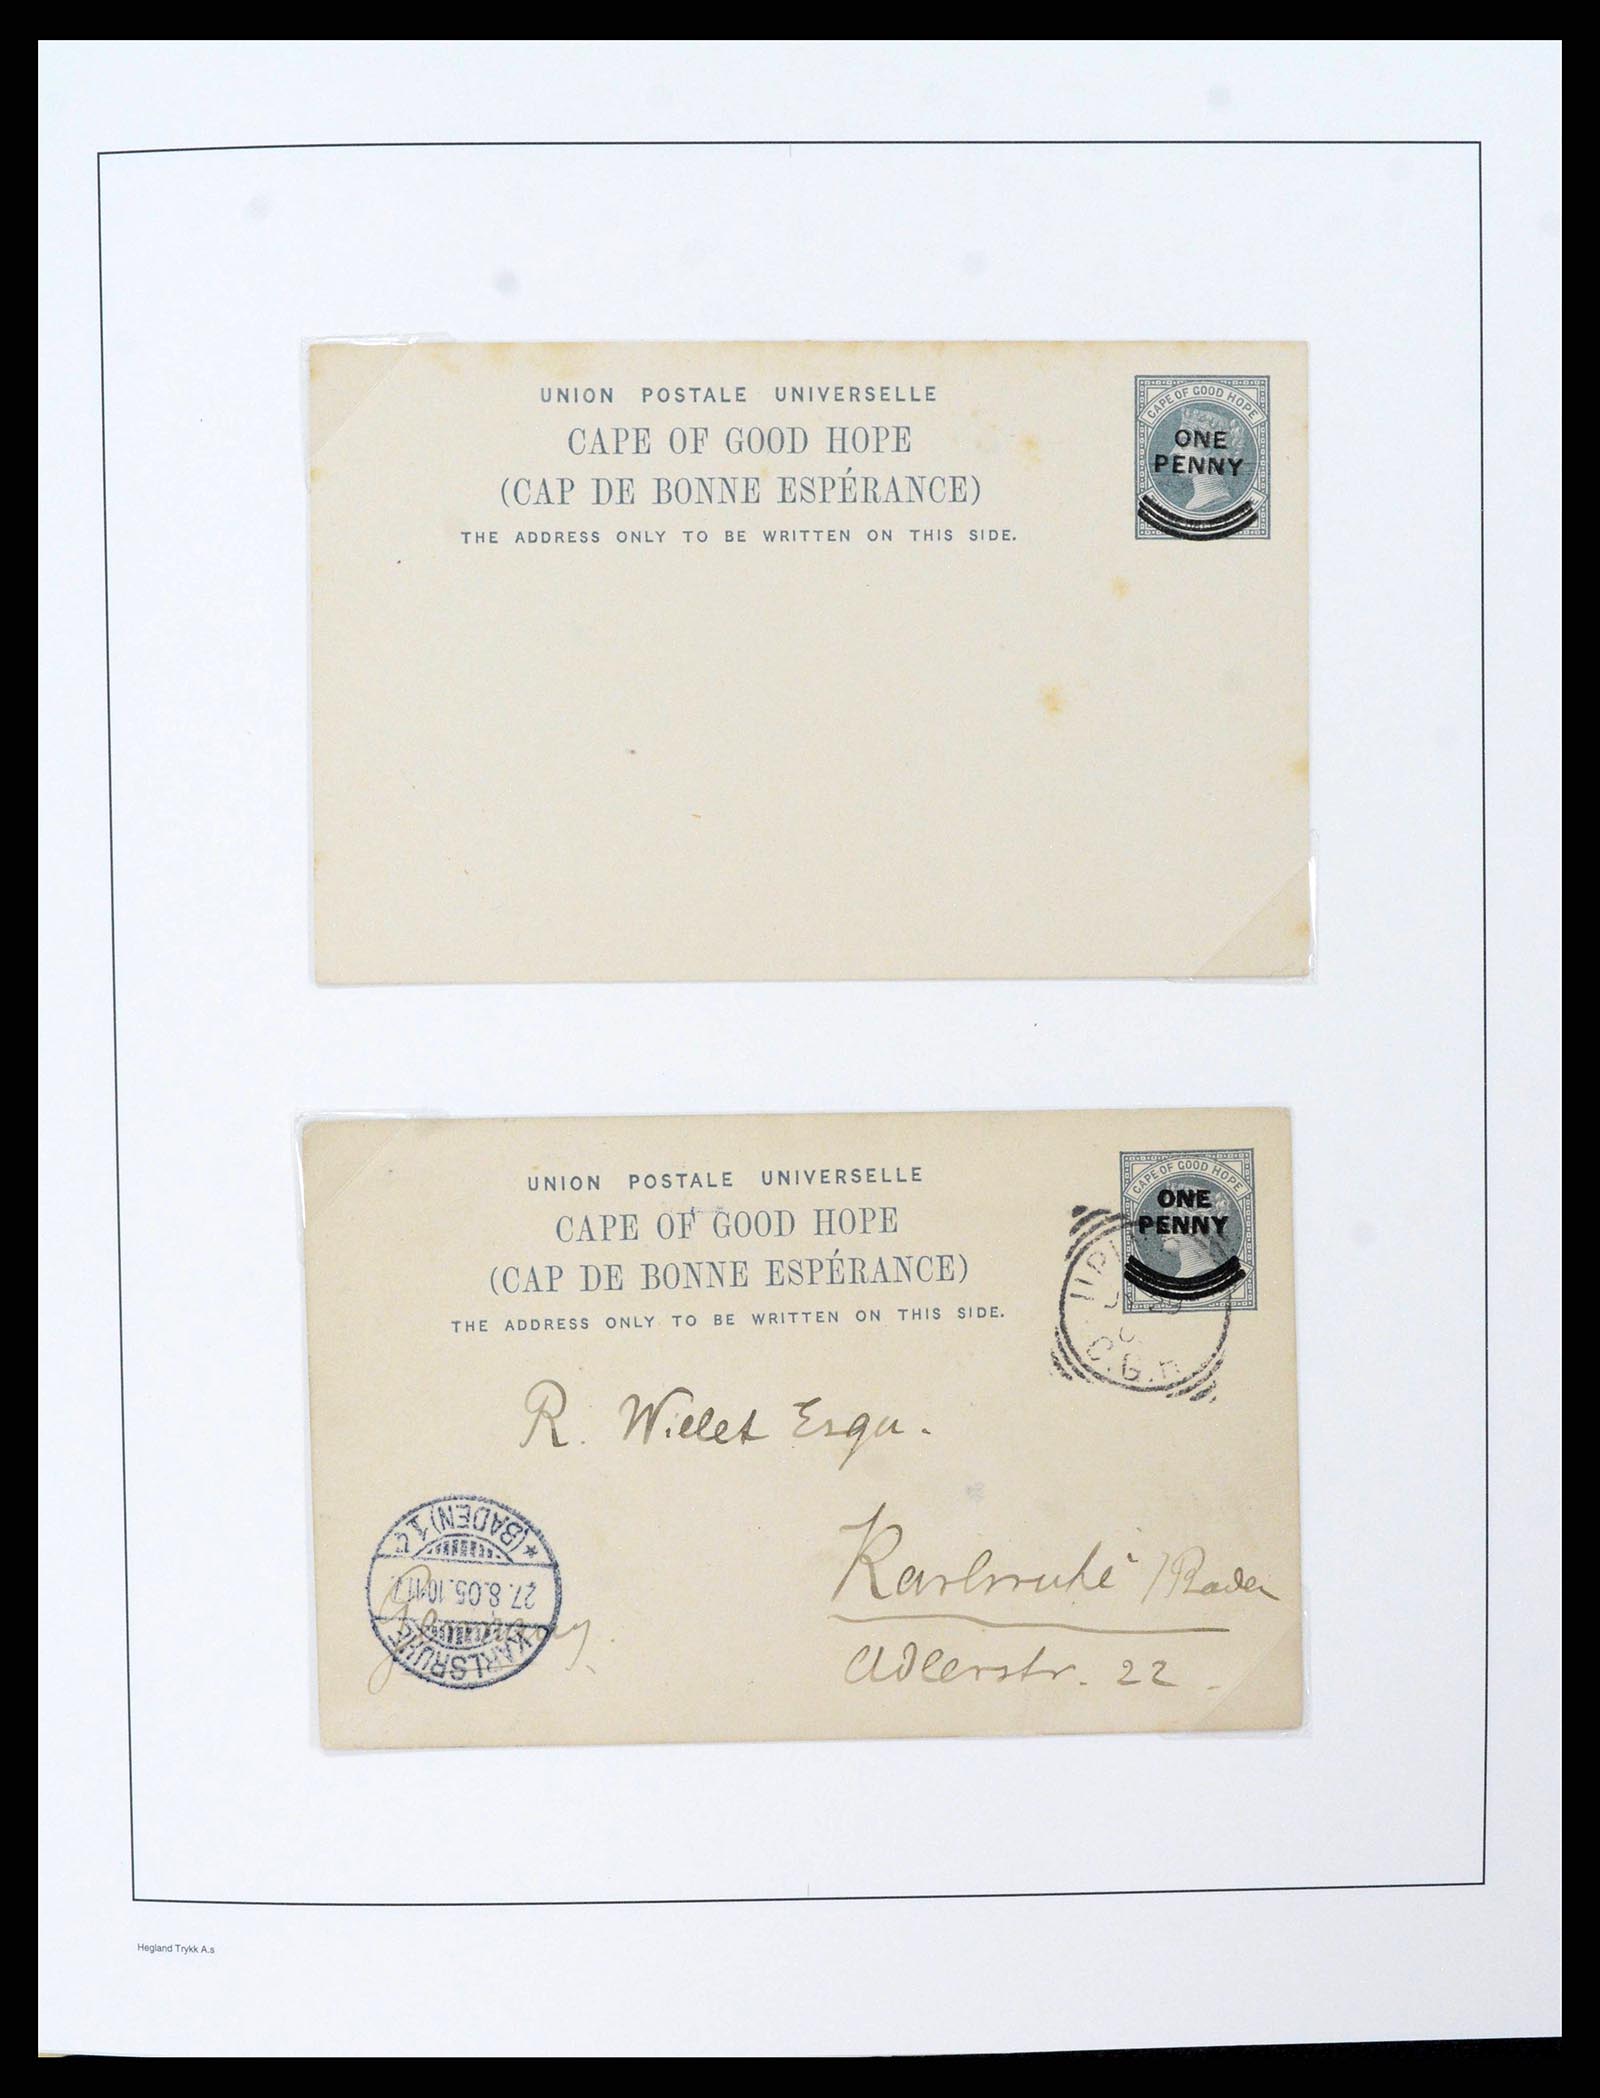 UNION POSTALE UNIVERSELLE
CAPE OF GOOD HOPE
(CAP DE BONNE ESPÉRANCE)
THE ADDRESS ONLY TO BE WRITTEN ON THIS SIDE.
CAPE OF GOOD HOPE
ONE
PENNY
UNION POSTALE UNIVERSELLE
CAPE OF GOOD HOPE
(CAP DE BONNE ESPÉRANCE)
THE ADDRESS ONLY TO BE WRITTEN ON THIS SIDE.
CAPE OF GOOD HOPE
ONE
PENNY
C.G.H
R. Willet Esqu.
Karlsruhe / Baden
Adlerstr. 22.
Germany.
KARLSRUHE
27.8.05.10
(BADEN)
Hegland Trykk A.s